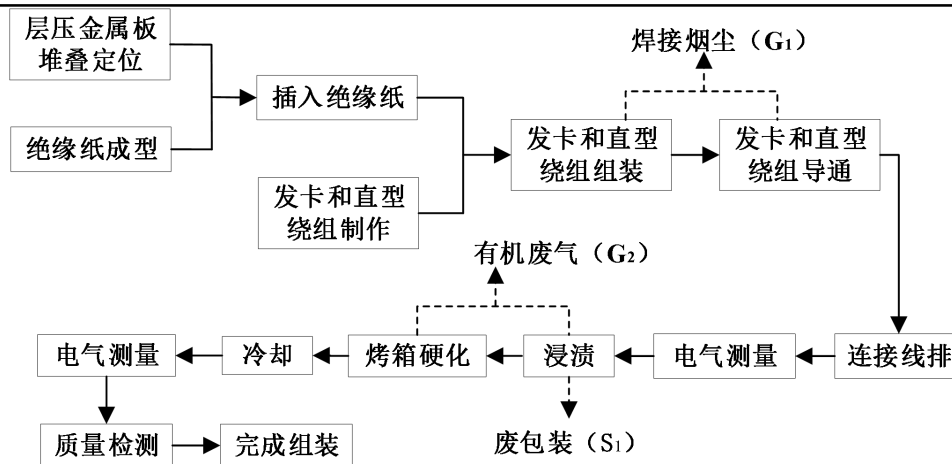 层压金属板
堆叠定位
绝缘纸成型
插入绝缘纸
发卡和直型
绕组制作
焊接烟尘（G₁）
发卡和直型
绕组组装
发卡和直型
绕组导通
有机废气（G₂）
电气测量
冷却
烤箱硬化
浸渍
电气测量
连接线排
质量检测
完成组装
废包装（S₁）